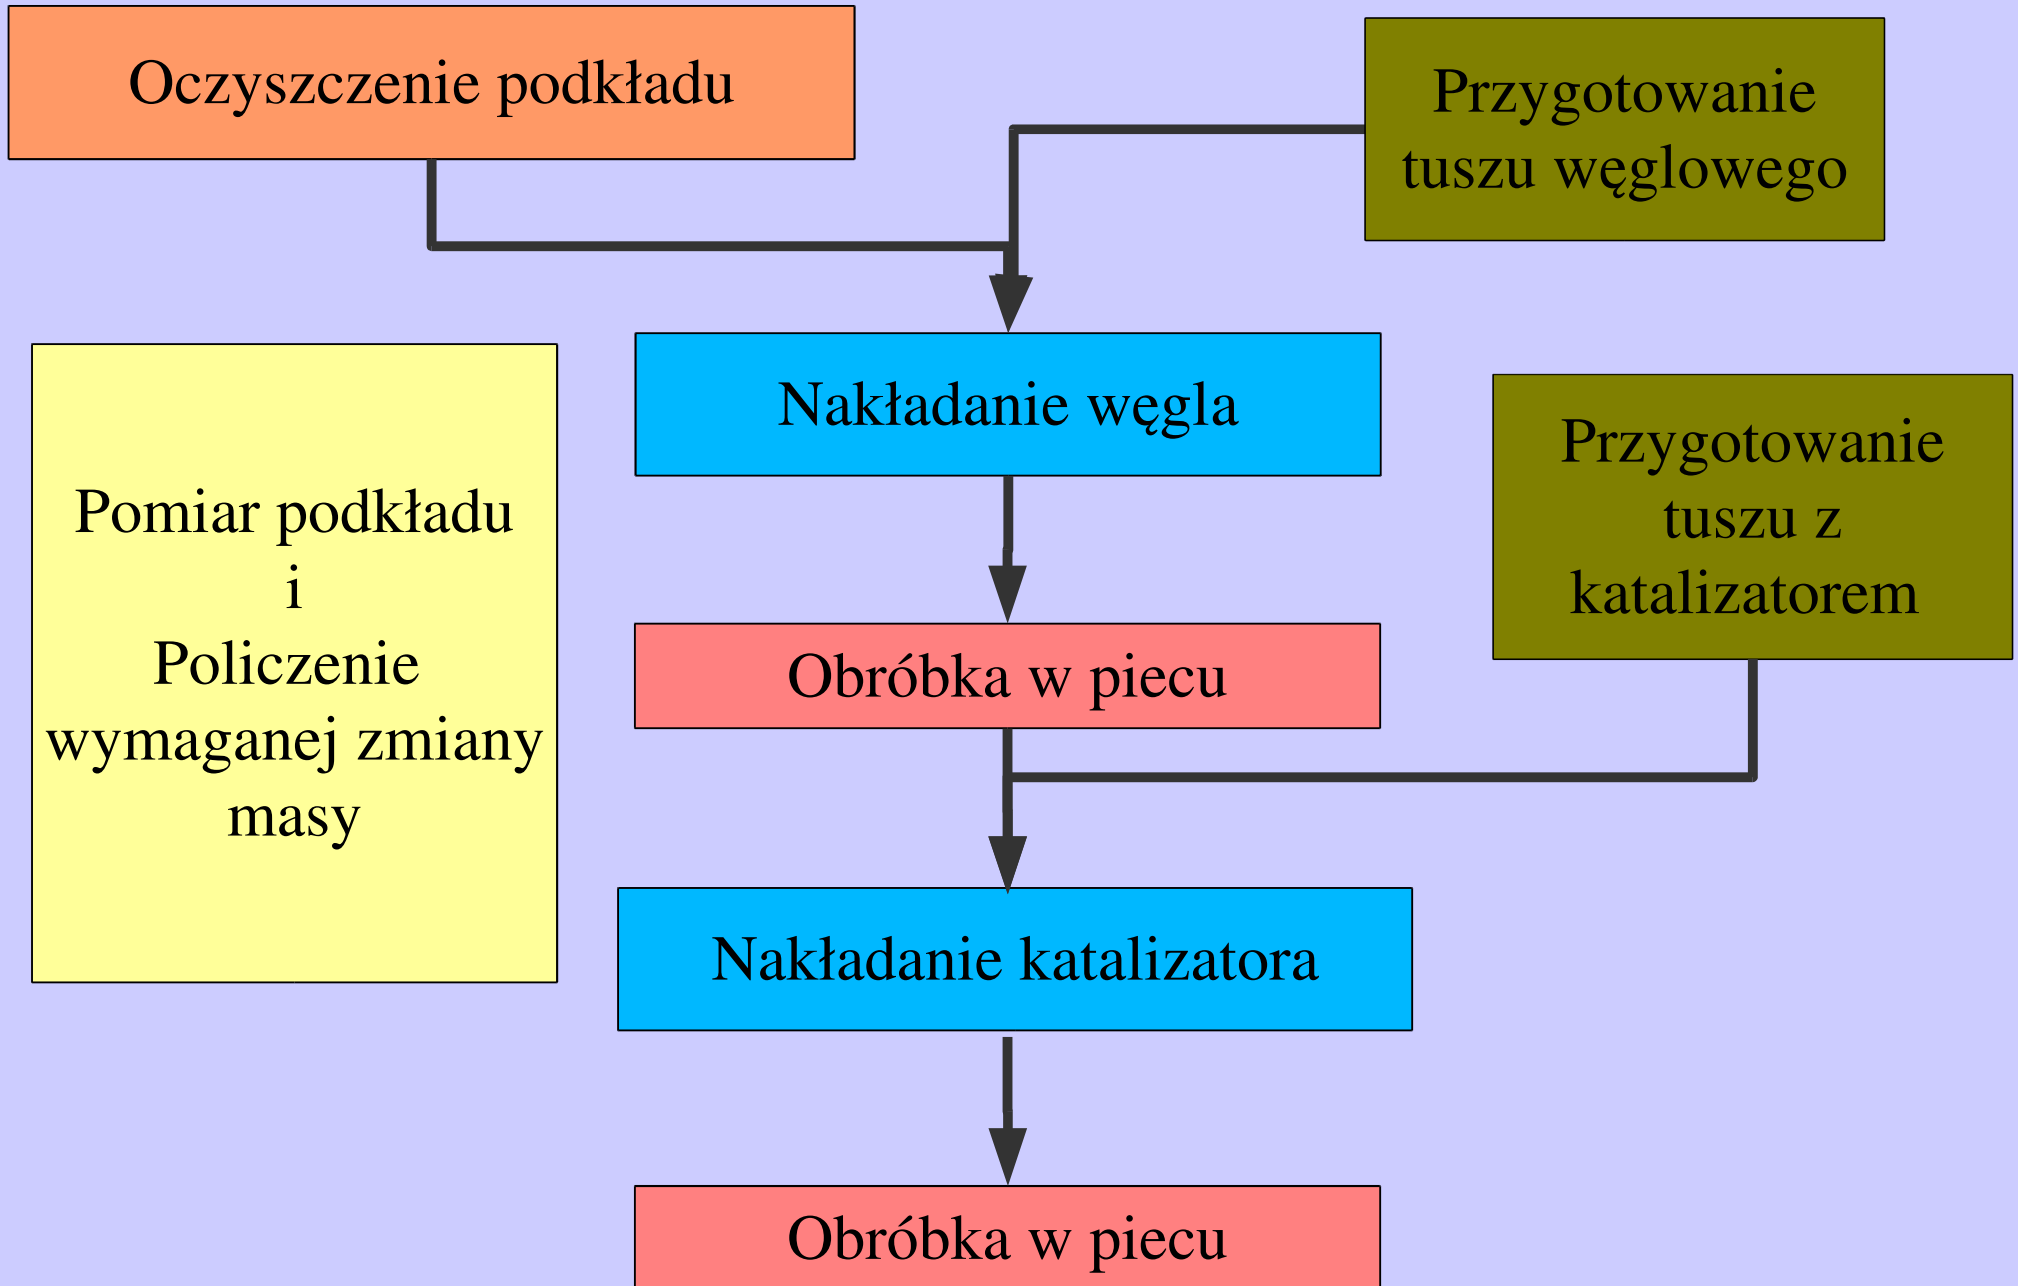 Oczyszczenie podkładu
Przygotowanie
tuszu węglowego
Nakładanie węgla
Pomiar podkładu
i
Policzenie
wymaganej zmiany
masy
Przygotowanie
tuszu z
katalizatorem
Obróbka w piecu
Nakładanie katalizatora
Obróbka w piecu